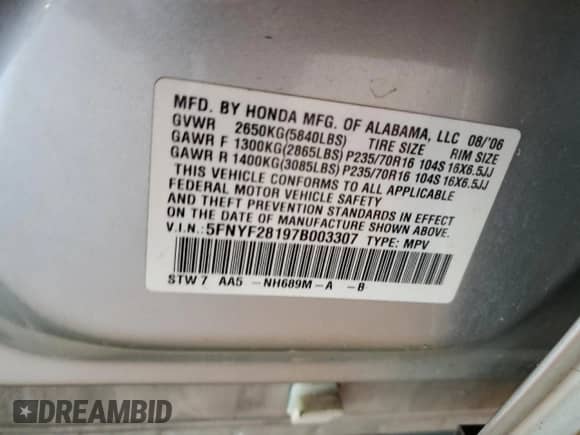 MFD. BY HONDA MFG. OF ALABAMA, LLC 08/'06
GVWR 2650KG(5840LBS) TIRE SIZE RIM SIZE
GAWR F 1300KG(2865LBS) P235/70R16 104S 16X6.5JJ
GAWR R 1400KG(3085LBS) P235/70R16 104S 16X6.5JJ
THIS VEHICLE CONFORMS TO ALL APPLICABLE
FEDERAL MOTOR VEHICLE SAFETY
AND THEFT PREVENTION STANDARDS IN EFFECT
ON THE DATE OF MANUFACTURE SHOWN ABOVE.
V.I.N.: 5FNYF28197B003307 TYPE: MPV
STW7 AA5 -NH689M-A -B
DREAMBID